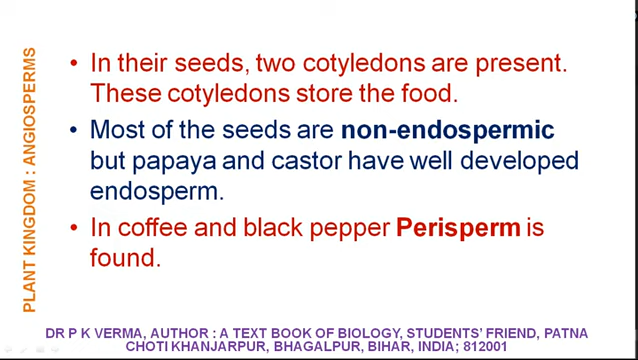 PLANT KINGDOM : ANGIOSPERMS
• In their seeds, two cotyledons are present.
These cotyledons store the food.
• Most of the seeds are non-endospermic
but papaya and castor have well developed
endosperm.
• In coffee and black pepper Perisperm is
found.
DR P K VERMA, AUTHOR : A TEXT BOOK OF BIOLOGY, STUDENTS' FRIEND, PATNA
CHOTI KHANJARPUR, BHAGALPUR, BIHAR, INDIA; 812001